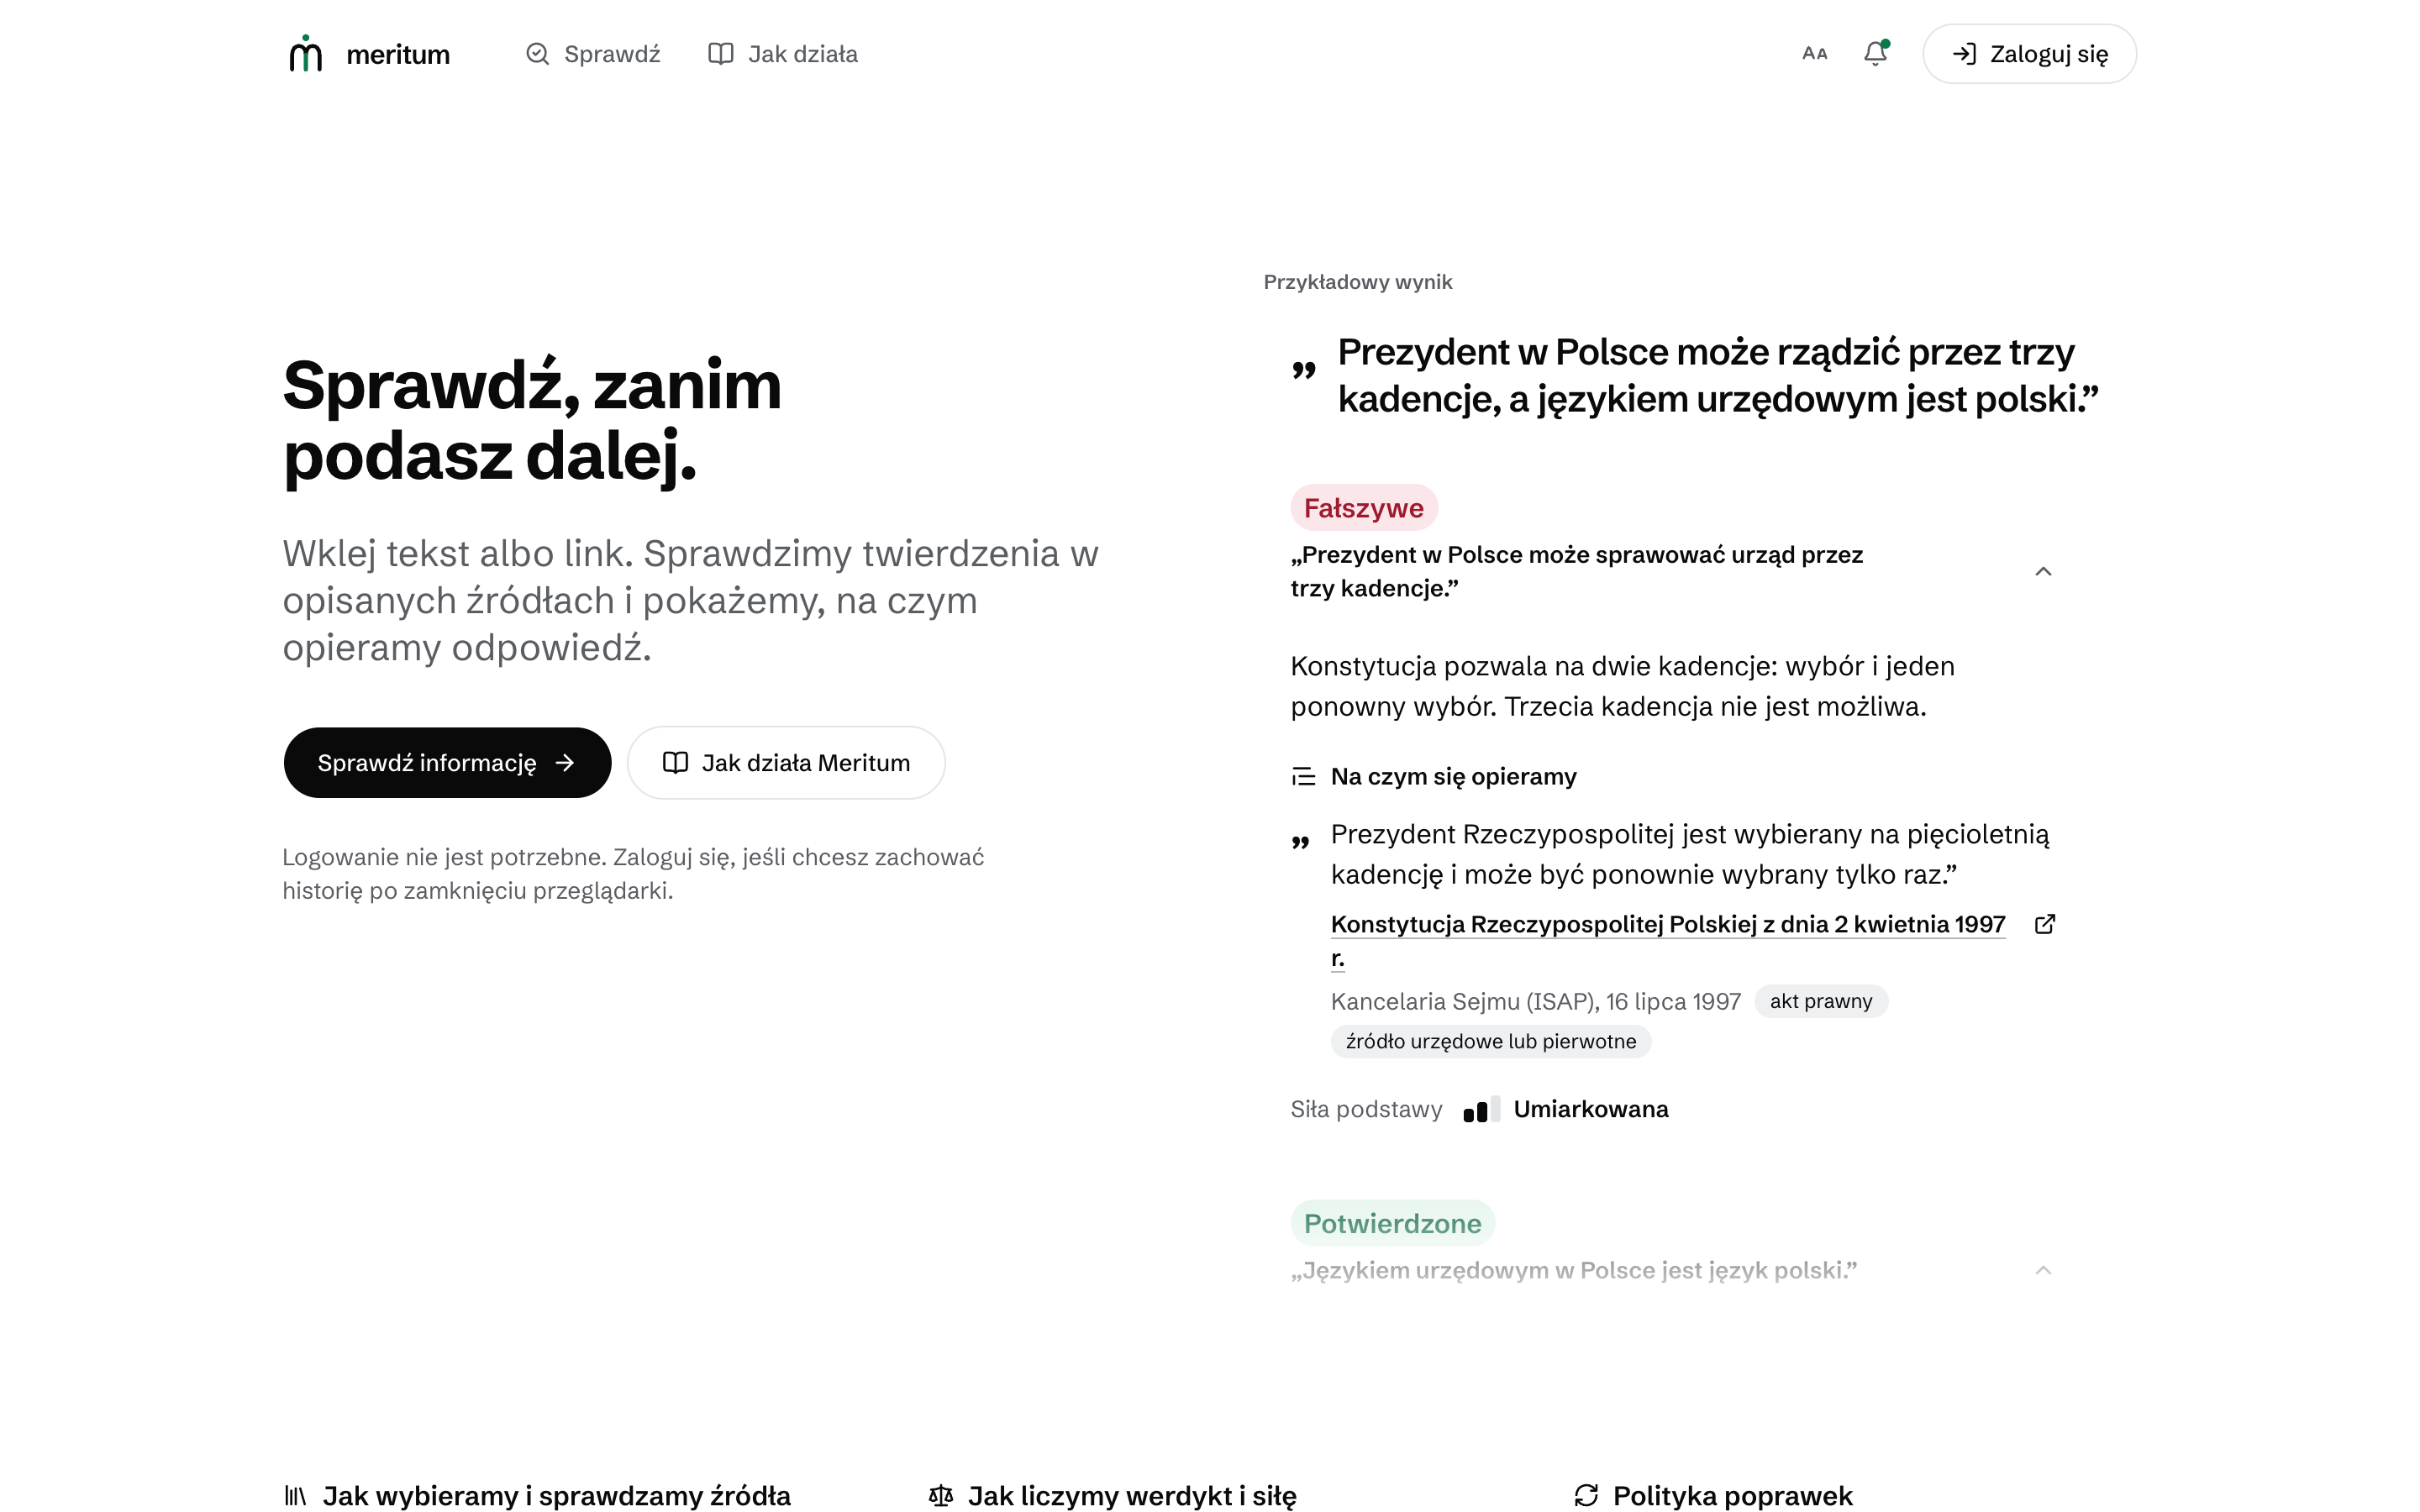 meritum
Sprawdź
Jak działa
AA
Zaloguj się
Sprawdź, zanim
podasz dalej.
Wklej tekst albo link. Sprawdzimy twierdzenia w
opisanych źródłach i pokażemy, na czym
opieramy odpowiedź.
Sprawdź informację
Jak działa Meritum
Logowanie nie jest potrzebne. Zaloguj się, jeśli chcesz zachować
historię po zamknięciu przeglądarki.
Przykładowy wynik
” Prezydent w Polsce może rządzić przez trzy
kadencje, a językiem urzędowym jest polski.”
Fałszywe
„Prezydent w Polsce może sprawować urząd przez
trzy kadencje.”
Konstytucja pozwala na dwie kadencje: wybór i jeden
ponowny wybór. Trzecia kadencja nie jest możliwa.
Na czym się opieramy
” Prezydent Rzeczypospolitej jest wybierany na pięcioletnią
kadencję i może być ponownie wybrany tylko raz.”
Konstytucja Rzeczypospolitej Polskiej z dnia 2 kwietnia 1997
r.
Kancelaria Sejmu (ISAP), 16 lipca 1997 akt prawny
źródło urzędowe lub pierwotne
Siła podstawy Umiarkowana
Potwierdzone
„Językiem urzędowym w Polsce jest język polski.”
Jak wybieramy i sprawdzamy źródła
Jak liczymy werdykt i siłę
Polityka poprawek